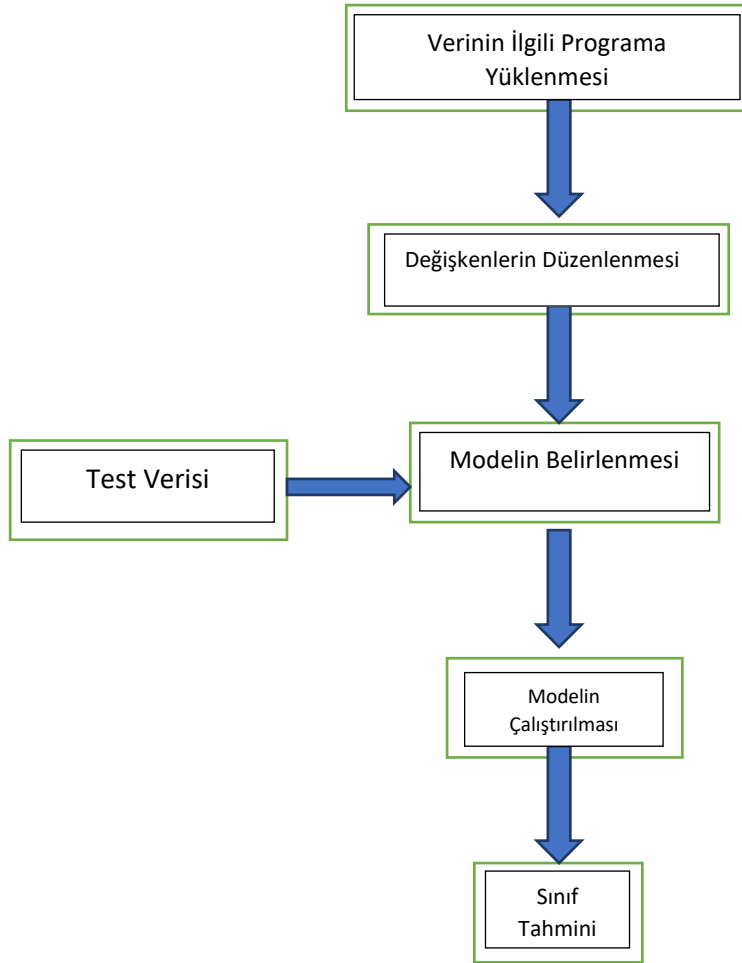 Verinin İlgili Programa
Yüklenmesi
Değişkenlerin Düzenlenmesi
Test Verisi
Modelin Belirlenmesi
Modelin
Çalıştırılması
Sınıf
Tahmini